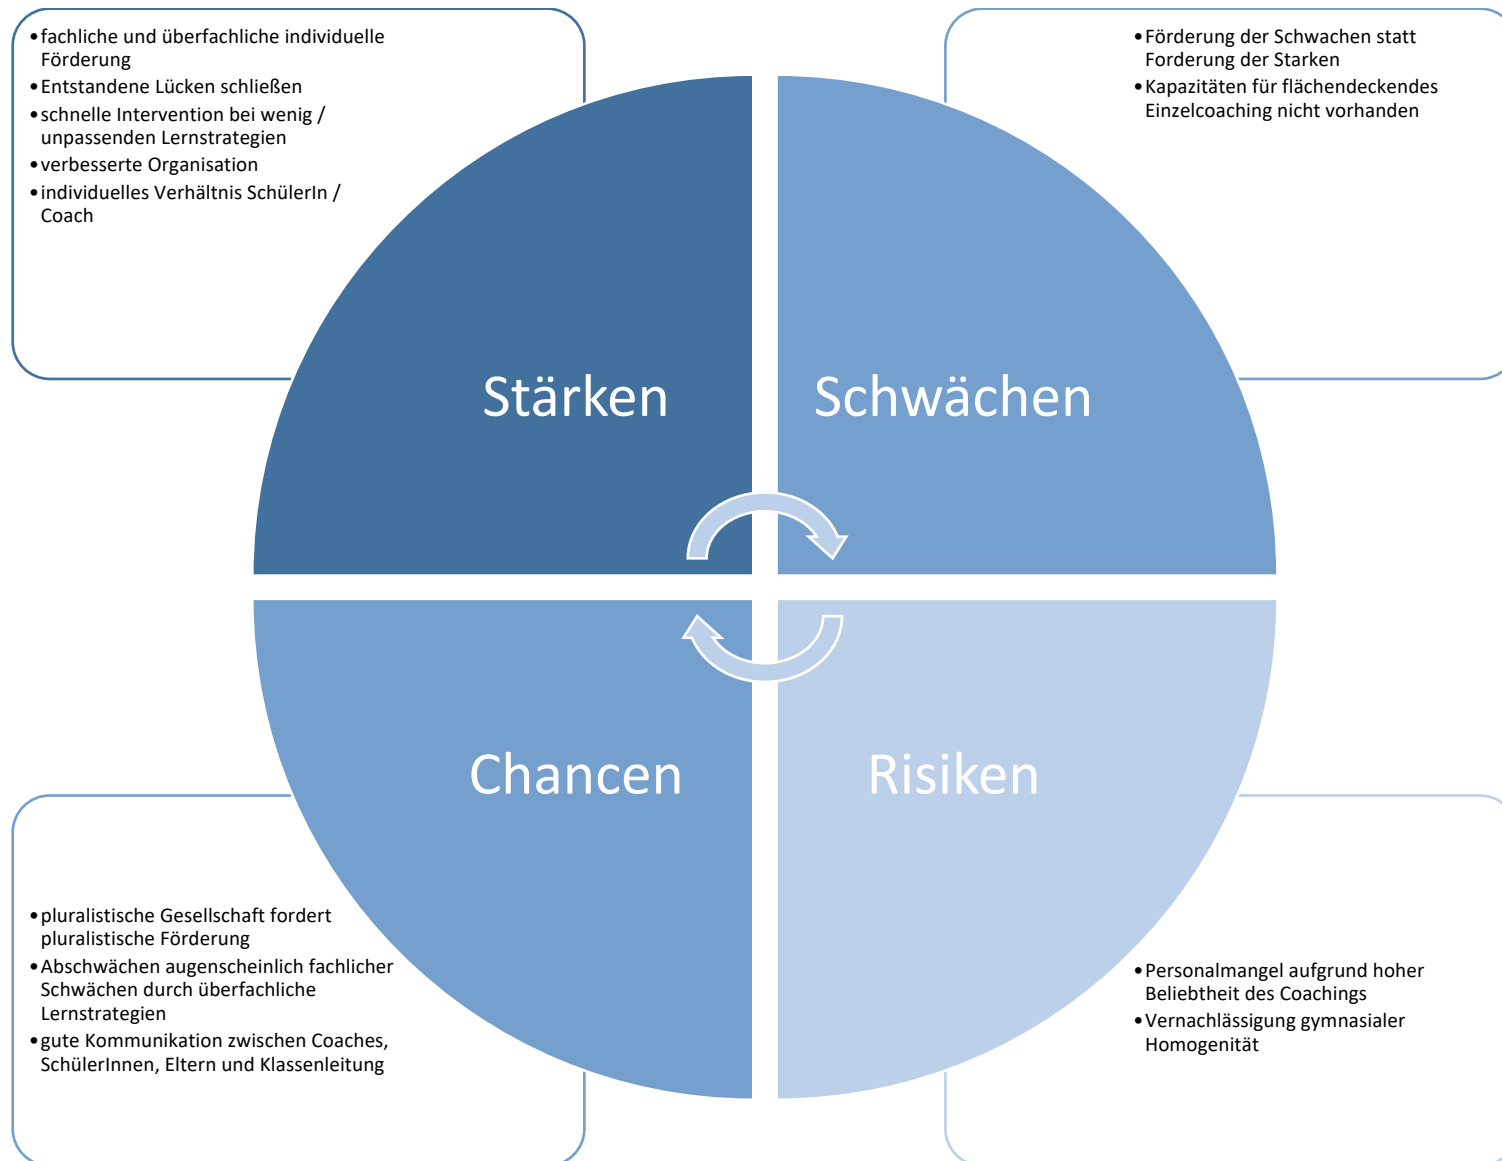 •fachliche und überfachliche individuelle
Förderung
•Entstandene Lücken schließen
•schnelle Intervention bei wenig /
unpassenden Lernstrategien
•verbesserte Organisation
•individuelles Verhältnis SchülerIn /
Coach
•Förderung der Schwachen statt
Forderung der Starken
•Kapazitäten für flächendeckendes
Einzelcoaching nicht vorhanden
Stärken
Schwächen
Chancen
Risiken
•pluralistische Gesellschaft fordert
pluralistische Förderung
•Abschwächen augenscheinlich fachlicher
Schwächen durch überfachliche
Lernstrategien
•gute Kommunikation zwischen Coaches,
SchülerInnen, Eltern und Klassenleitung
•Personalmangel aufgrund hoher
Beliebtheit des Coachings
•Vernachlässigung gymnasialer
Homogenität